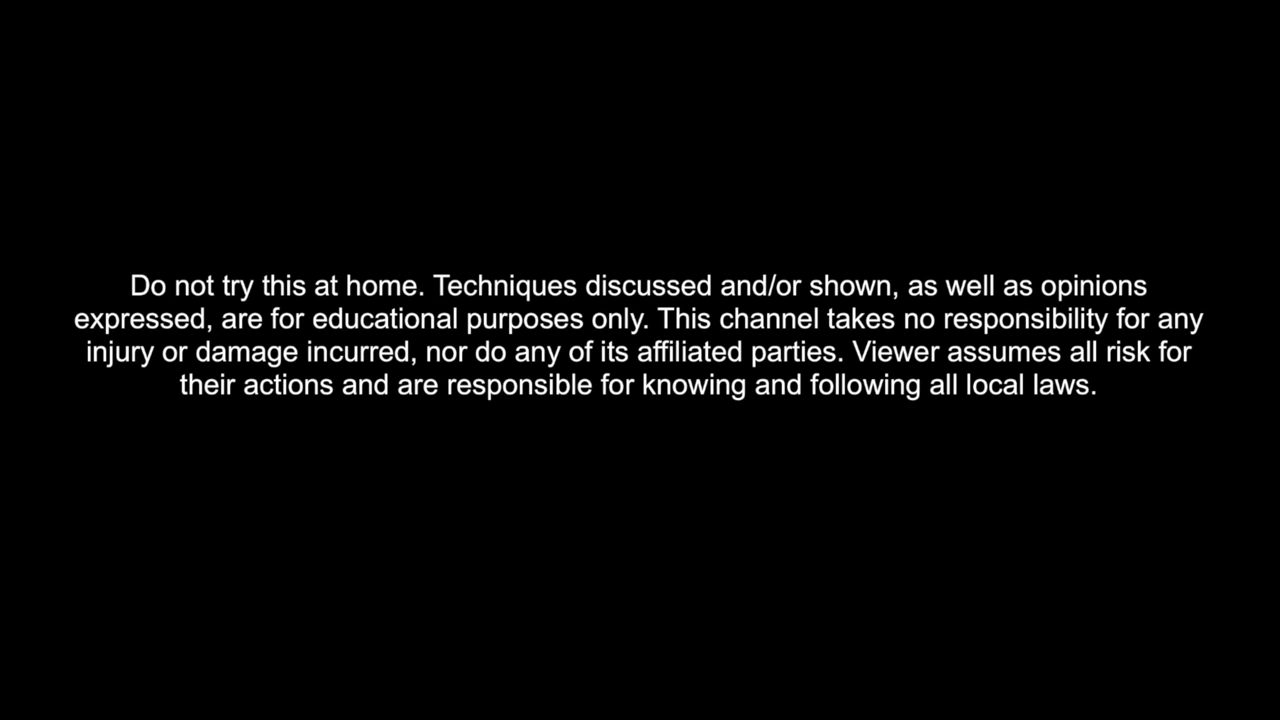 Do not try this at home. Techniques discussed and/or shown, as well as opinions
expressed, are for educational purposes only. This channel takes no responsibility for any
injury or damage incurred, nor do any of its affiliated parties. Viewer assumes all risk for
their actions and are responsible for knowing and following all local laws.